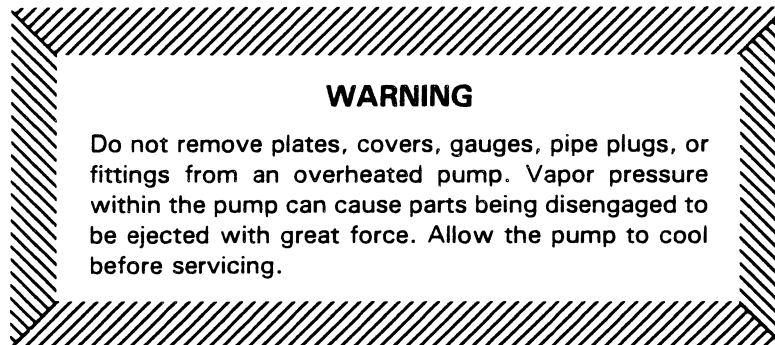 WARNING
Do not remove plates, covers, gauges, pipe plugs, or
fittings from an overheated pump. Vapor pressure
within the pump can cause parts being disengaged to
be ejected with great force. Allow the pump to cool
before servicing.